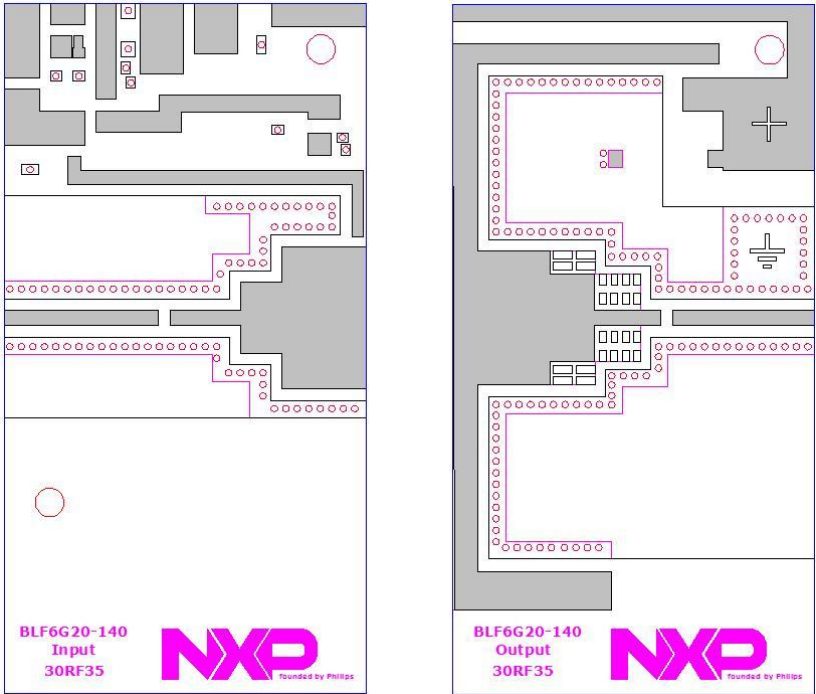 BLF6G20-140
Input
30RF35
NXP
founded by Philips
BLF6G20-140
Output
30RF35
NXP
founded by Philips